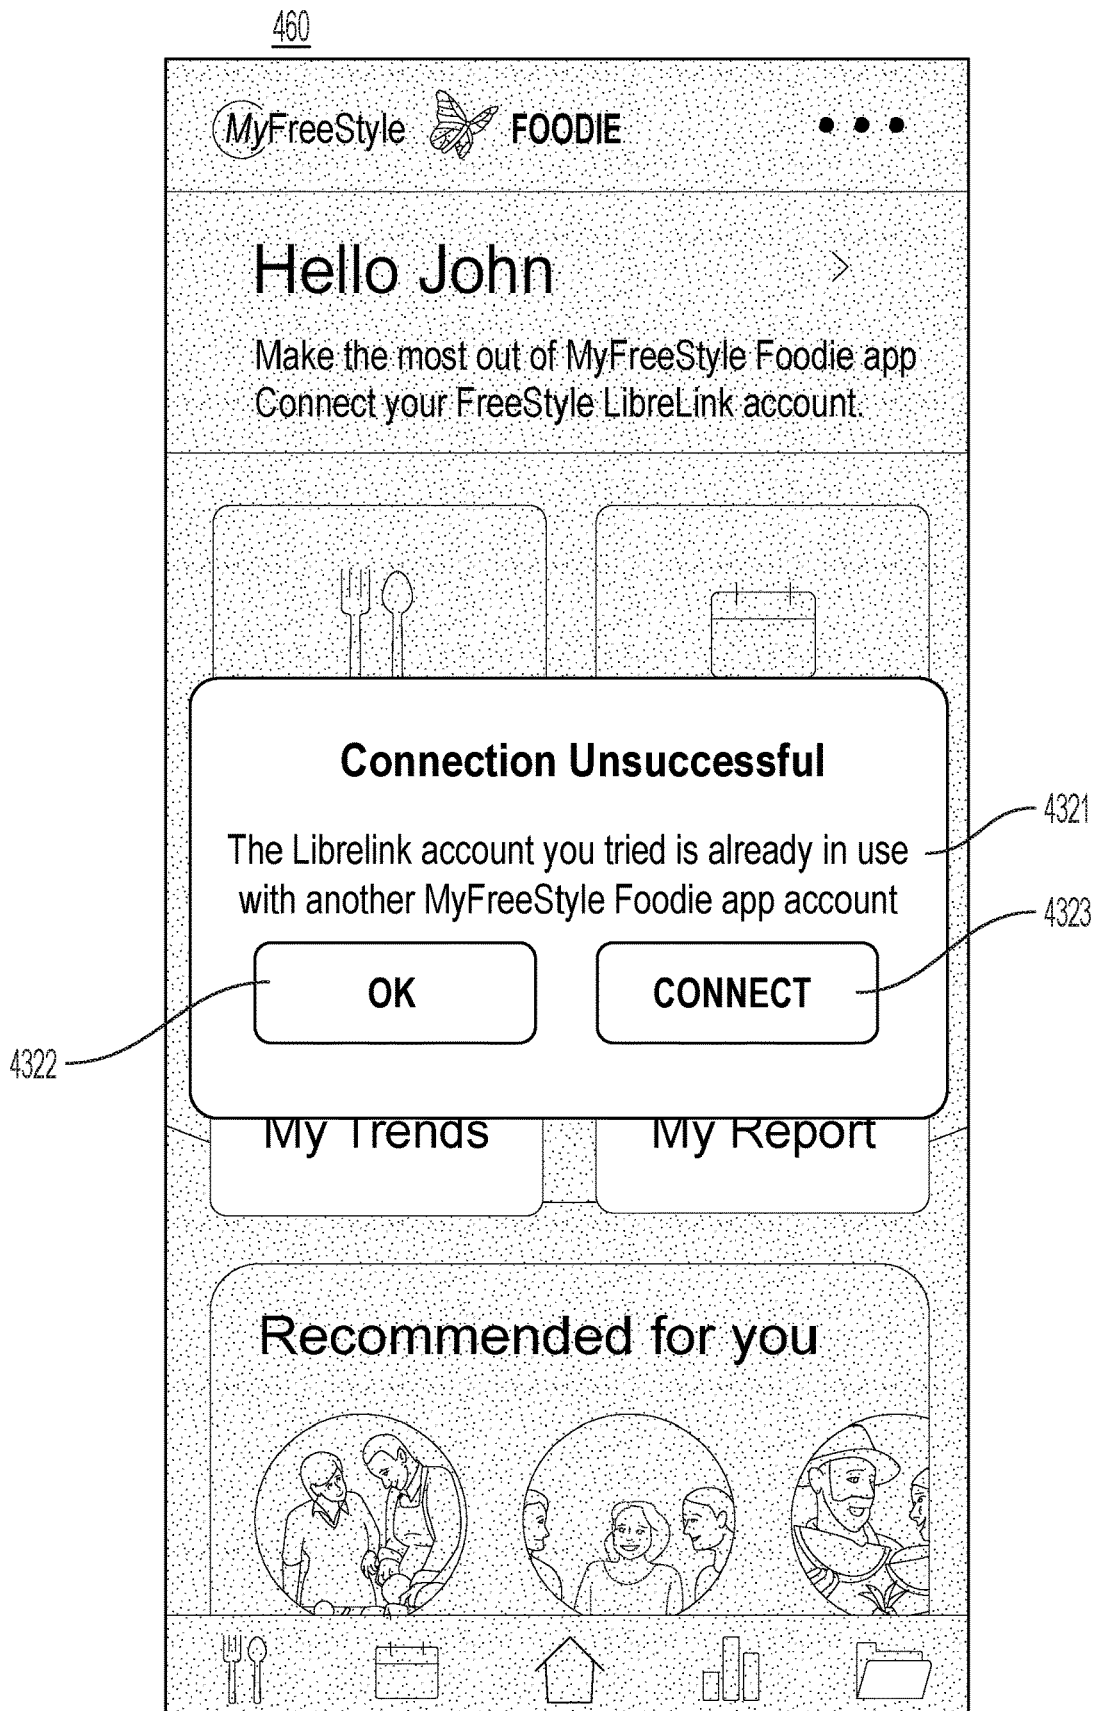 460
MyFreeStyle FOODIE
Hello John
Make the most out of MyFreeStyle Foodie app
Connect your FreeStyle LibreLink account.
Connection Unsuccessful
The Librelink account you tried is already in use
with another MyFreeStyle Foodie app account
4321
4323
OK CONNECT
4322
My Trends My Report
Recommended for you